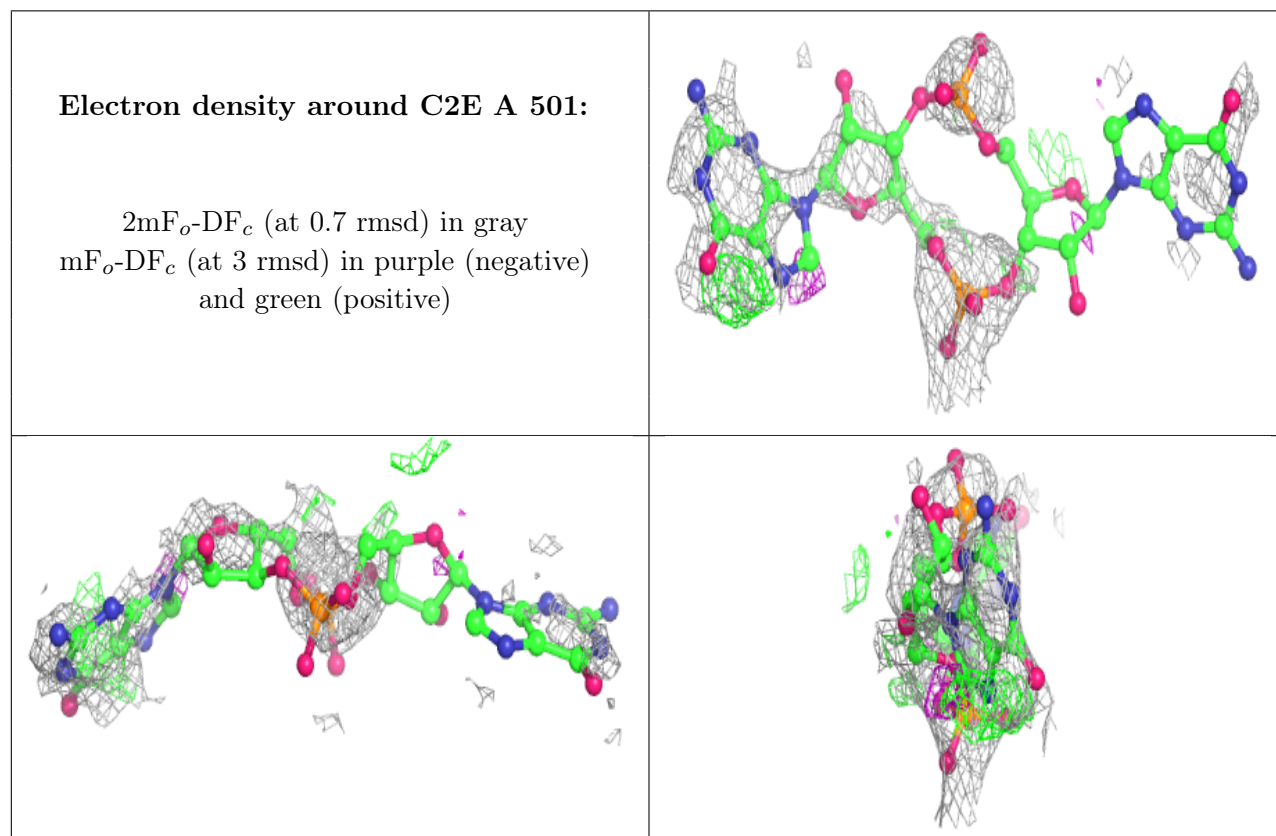 Electron density around C2E A 501:
2mFo-DFc (at 0.7 rmsd) in gray
mFo-DFc (at 3 rmsd) in purple (negative)
and green (positive)